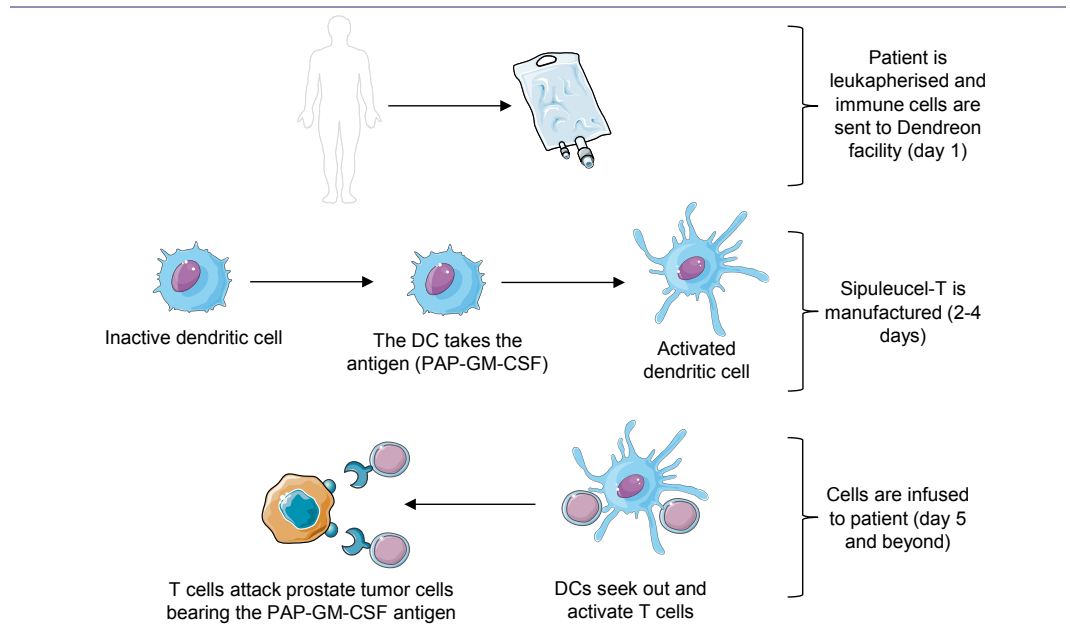 Patient is
leukapherised and
immune cells are
sent to Dendreon
facility (day 1)
Inactive dendritic cell
The DC takes the
antigen (PAP-GM-CSF)
Activated
dendritic cell
Sipuleucel-T is
manufactured (2-4
days)
T cells attack prostate tumor cells
bearing the PAP-GM-CSF antigen
DCs seek out and
activate T cells
Cells are infused
to patient (day 5
and beyond)